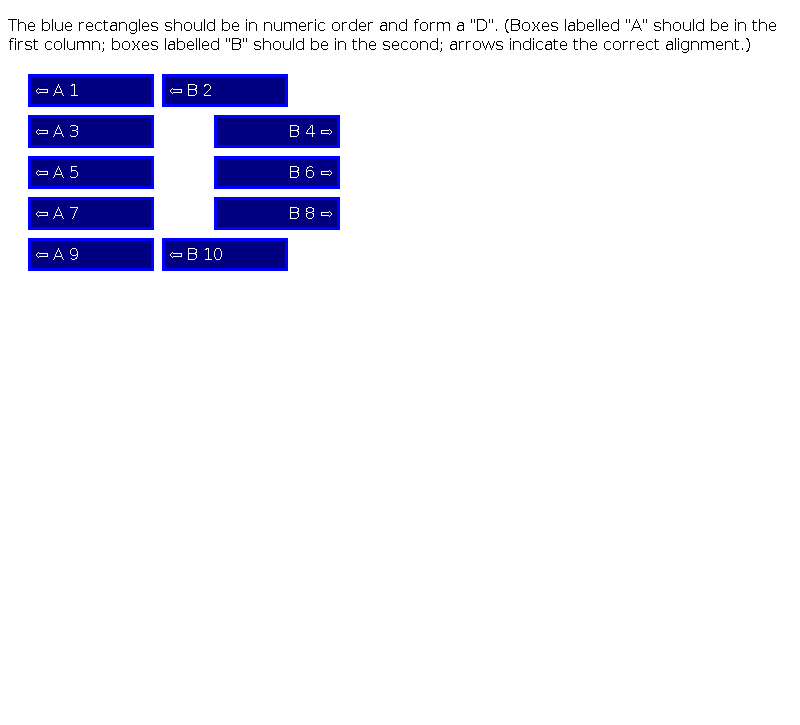 The blue rectangles should be in numeric order and form a "D". (Boxes labelled "A" should be in the
first column; boxes labelled "B" should be in the second; arrows indicate the correct alignment.)
⇦ A 1 ⇦ B 2
⇦ A 3 B 4 ⇨
⇦ A 5 B 6 ⇨
⇦ A 7 B 8 ⇨
⇦ A 9 ⇦ B 10